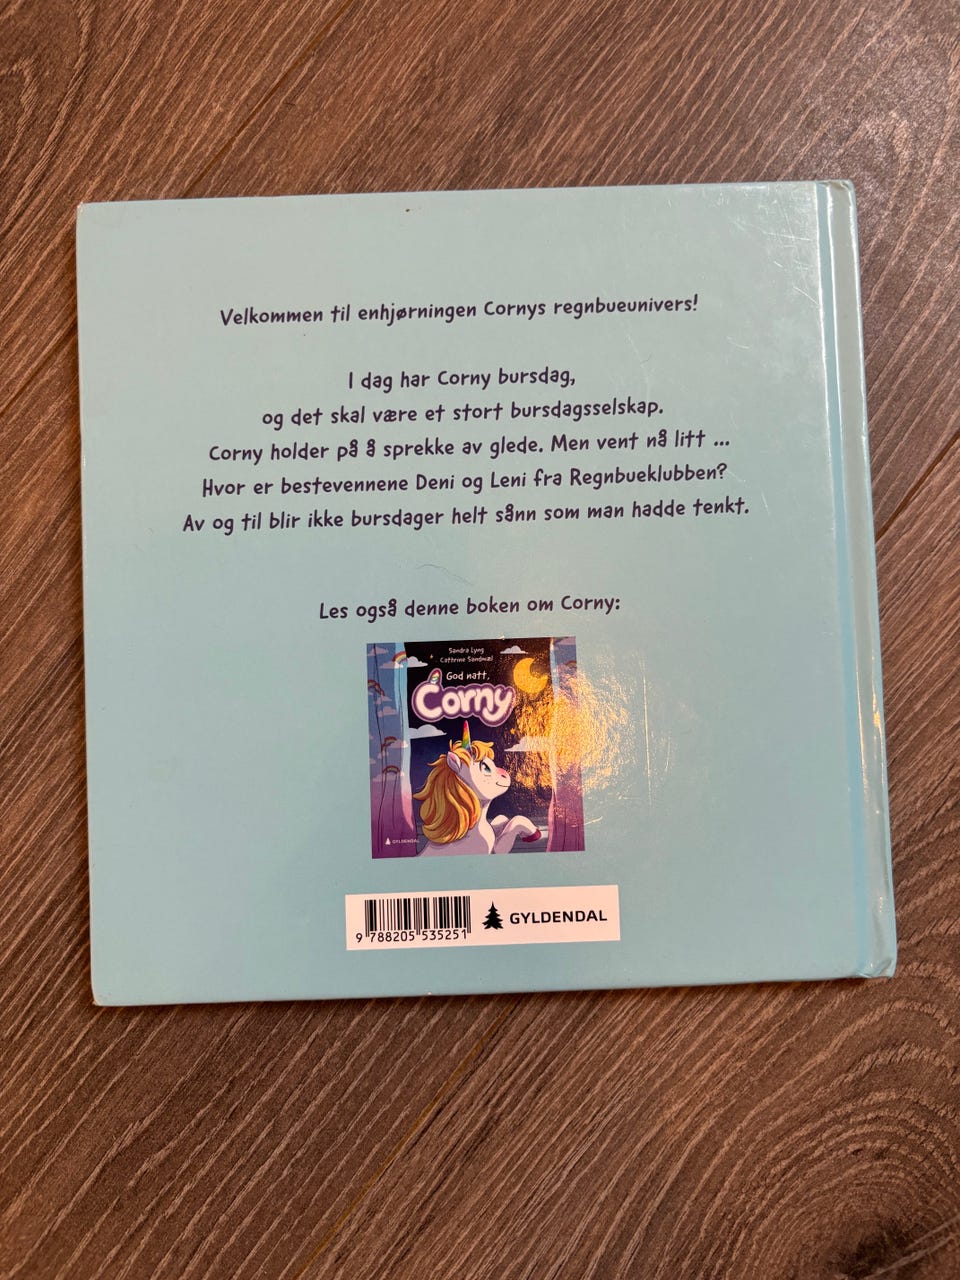 Velkommen til enhjørningen Cornys regnbueunivers!
I dag har Corny bursdag,
og det skal være et stort bursdagsselskap.
Corny holder på å sprekke av glede. Men vent nå litt ...
Hvor er bestevennene Deni og Leni fra Regnbueklubben?
Av og til blir ikke bursdager helt sånn som man hadde tenkt.
Les også denne boken om Corny:
Sandra Lyng
Cathrine Sandmæl
God natt,
Corny
GYLDENDAL
9 788205 535251
GYLDENDAL